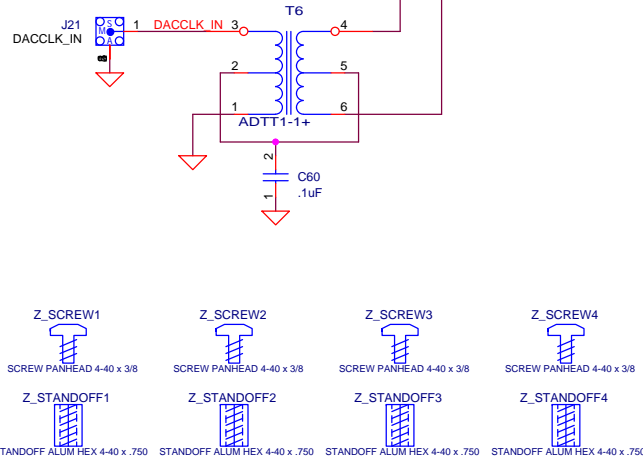 T6
J21
DACCLK_IN
S
M
A
1 DACCLK_IN 3
4
2
5
1
6
ADTT1-1+
2
C60
.1uF
1
Z_SCREW1 Z_SCREW2 Z_SCREW3 Z_SCREW4
SCREW PANHEAD 4-40 x 3/8 SCREW PANHEAD 4-40 x 3/8 SCREW PANHEAD 4-40 x 3/8 SCREW PANHEAD 4-40 x 3/8
Z_STANDOFF1 Z_STANDOFF2 Z_STANDOFF3 Z_STANDOFF4
TANDOFF ALUM HEX 4-40 x .750 STANDOFF ALUM HEX 4-40 x .750 STANDOFF ALUM HEX 4-40 x .750 STANDOFF ALUM HEX 4-40 x .750